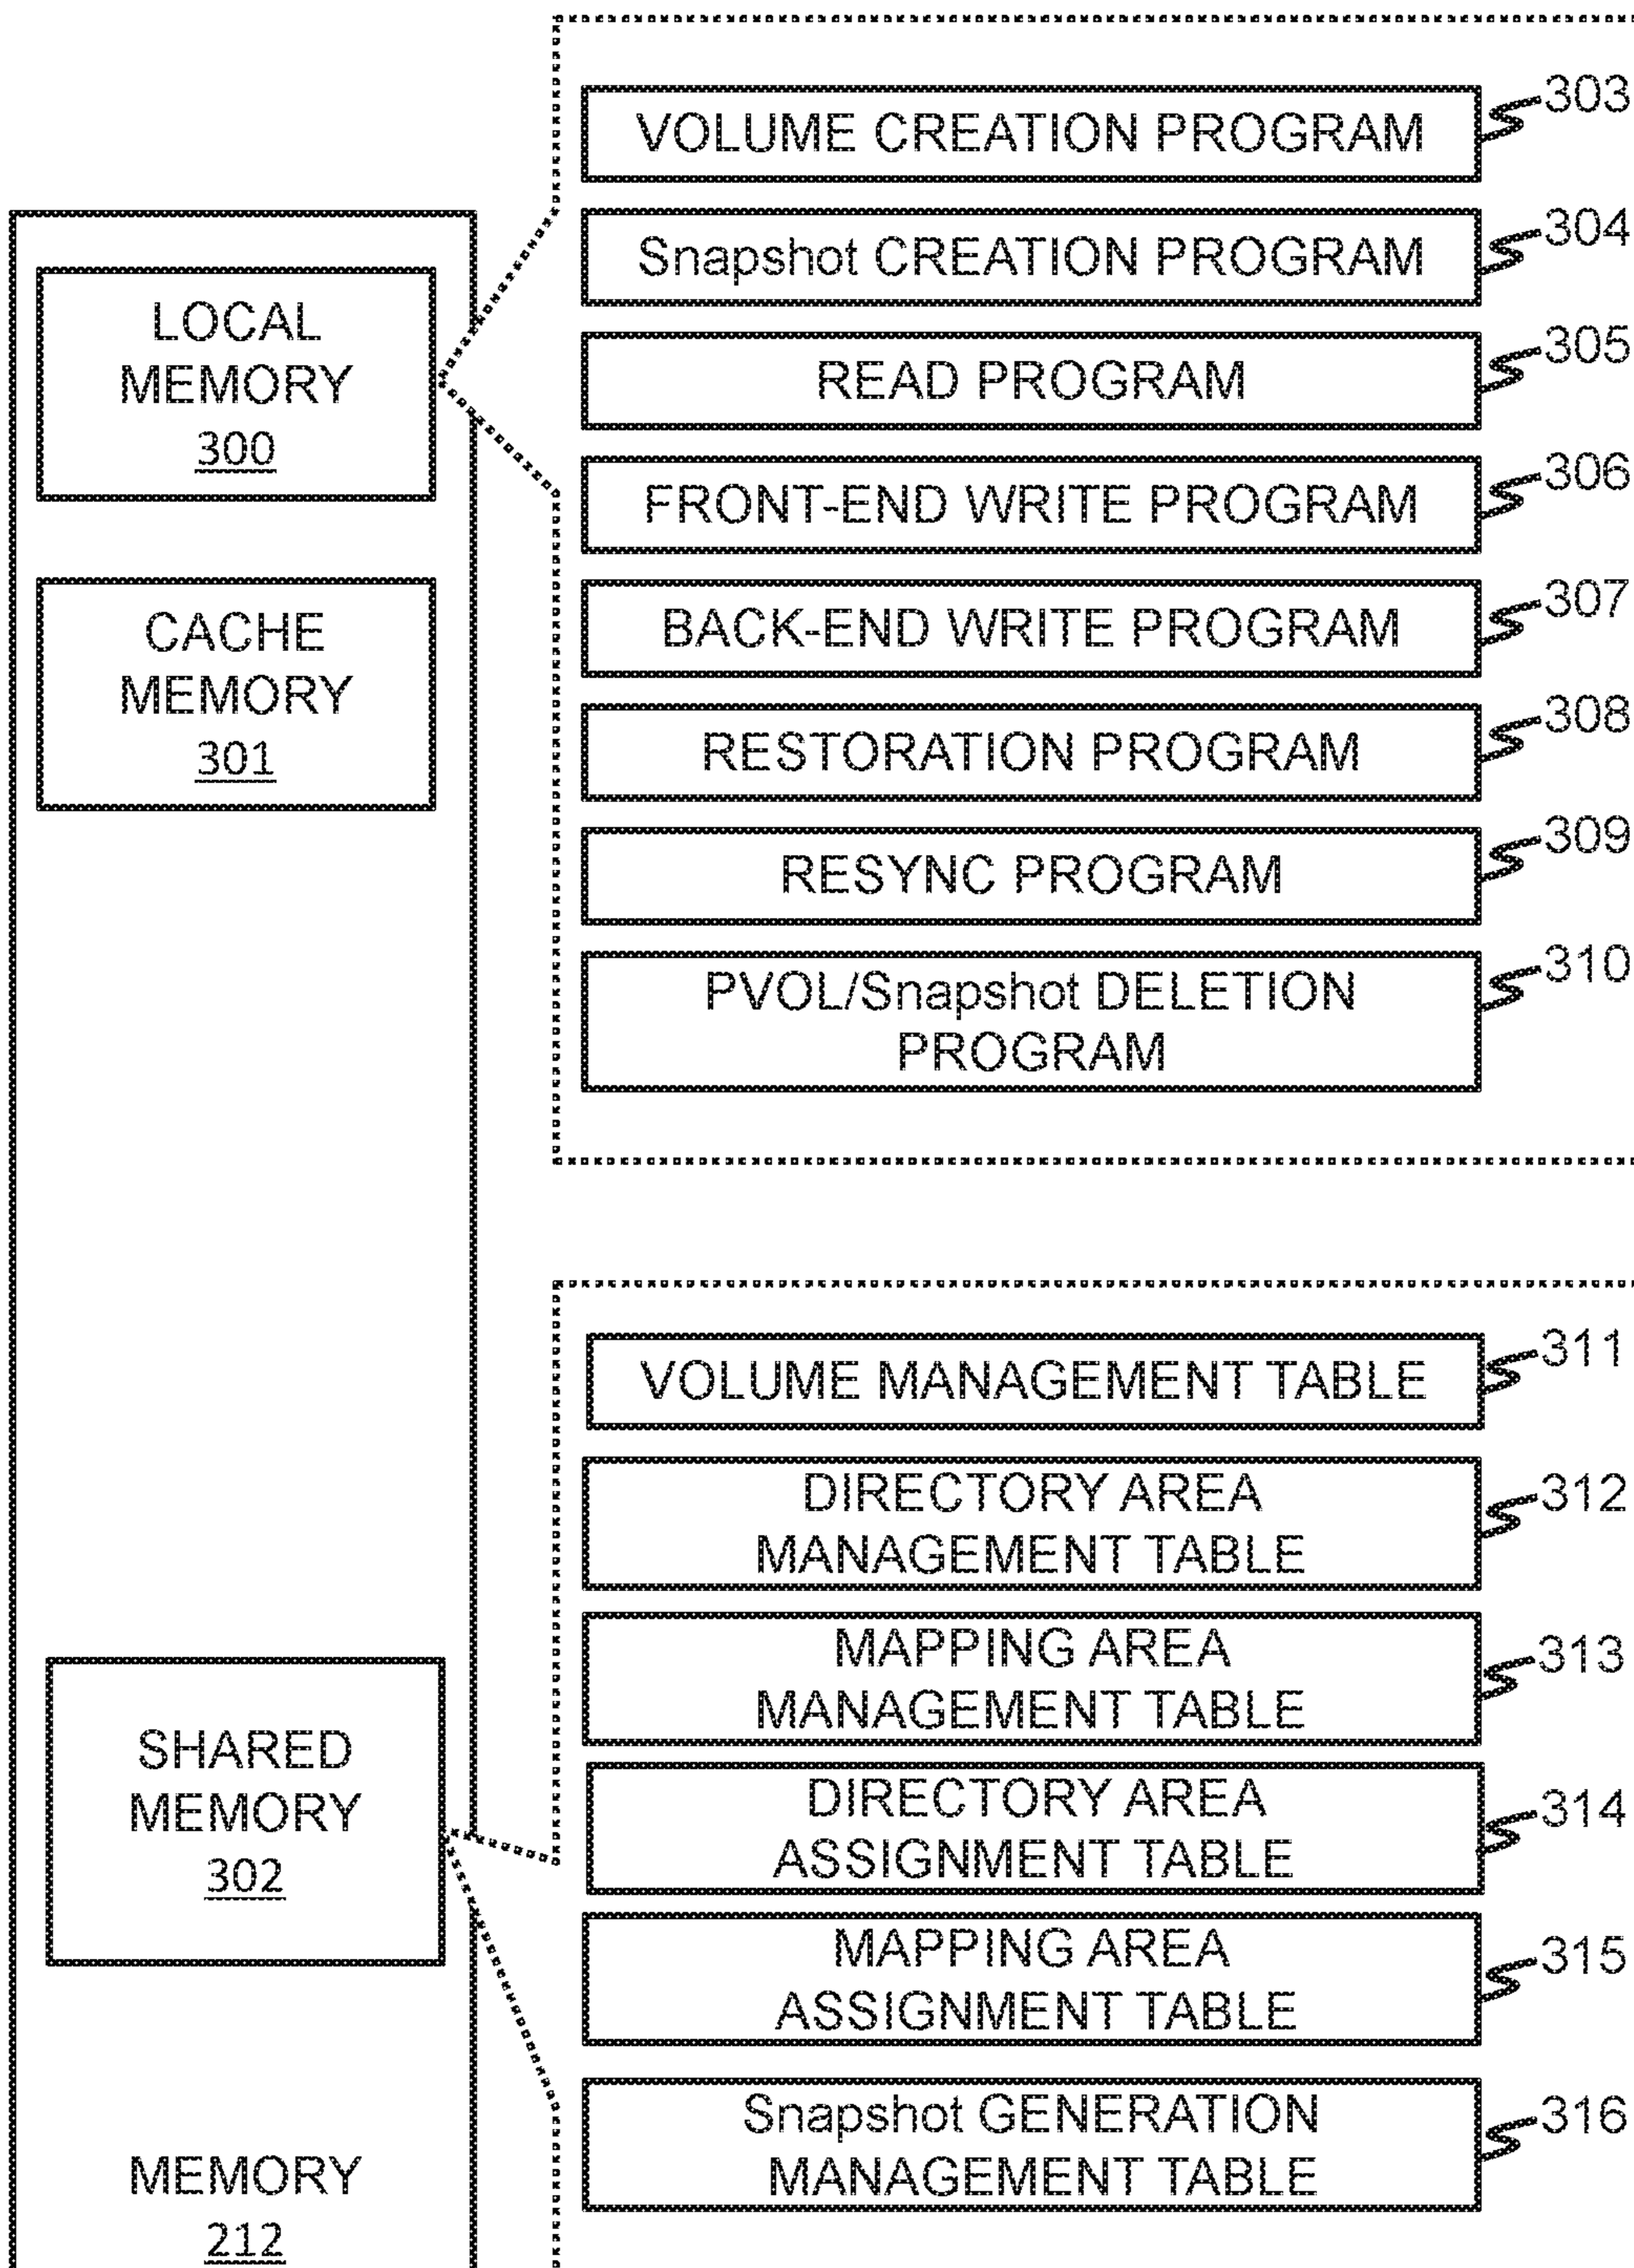 LOCAL
MEMORY
300
CACHE
MEMORY
301
SHARED
MEMORY
302
MEMORY
212
VOLUME CREATION PROGRAM
303
Snapshot CREATION PROGRAM
304
READ PROGRAM
305
FRONT-END WRITE PROGRAM
306
BACK-END WRITE PROGRAM
307
RESTORATION PROGRAM
308
RESYNC PROGRAM
309
PVOL/Snapshot DELETION
PROGRAM
310
VOLUME MANAGEMENT TABLE
311
DIRECTORY AREA
MANAGEMENT TABLE
312
MAPPING AREA
MANAGEMENT TABLE
313
DIRECTORY AREA
ASSIGNMENT TABLE
314
MAPPING AREA
ASSIGNMENT TABLE
315
Snapshot GENERATION
MANAGEMENT TABLE
316